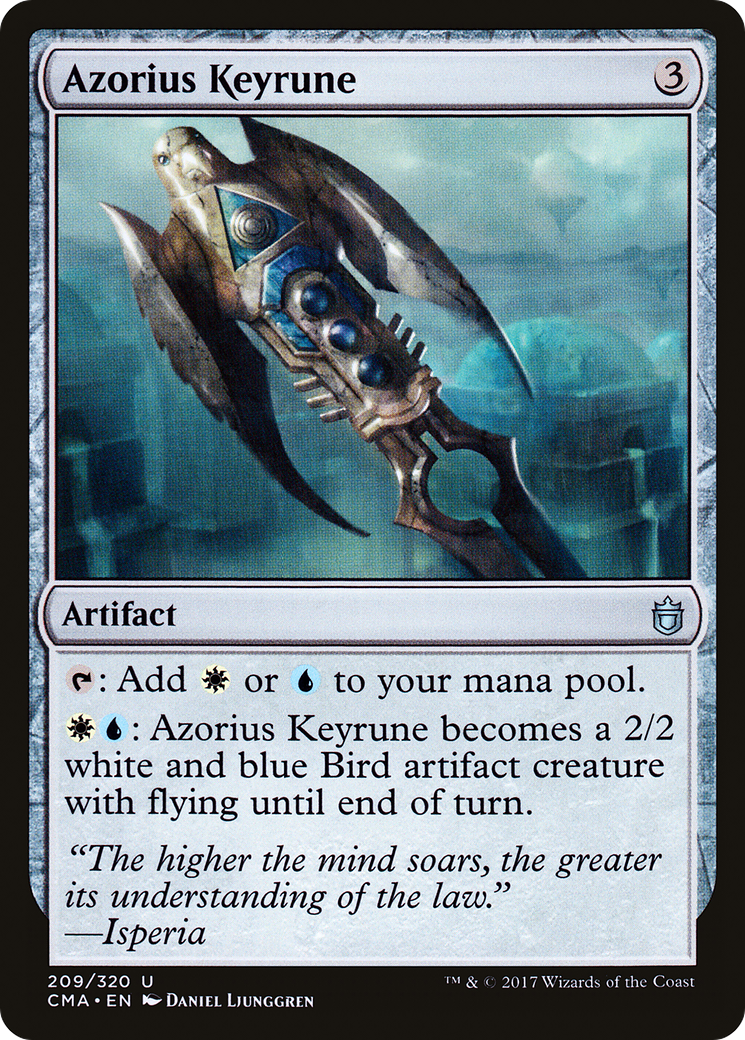 Azorius Keyrune 3
Artifact
: Add or to your mana pool.
: Azorius Keyrune becomes a 2/2
white and blue Bird artifact creature
with flying until end of turn.
“The higher the mind soars, the greater
its understanding of the law.”
—Isperia
209/320 U
™ & © 2017 Wizards of the Coast
CMA • EN Daniel Ljunggren